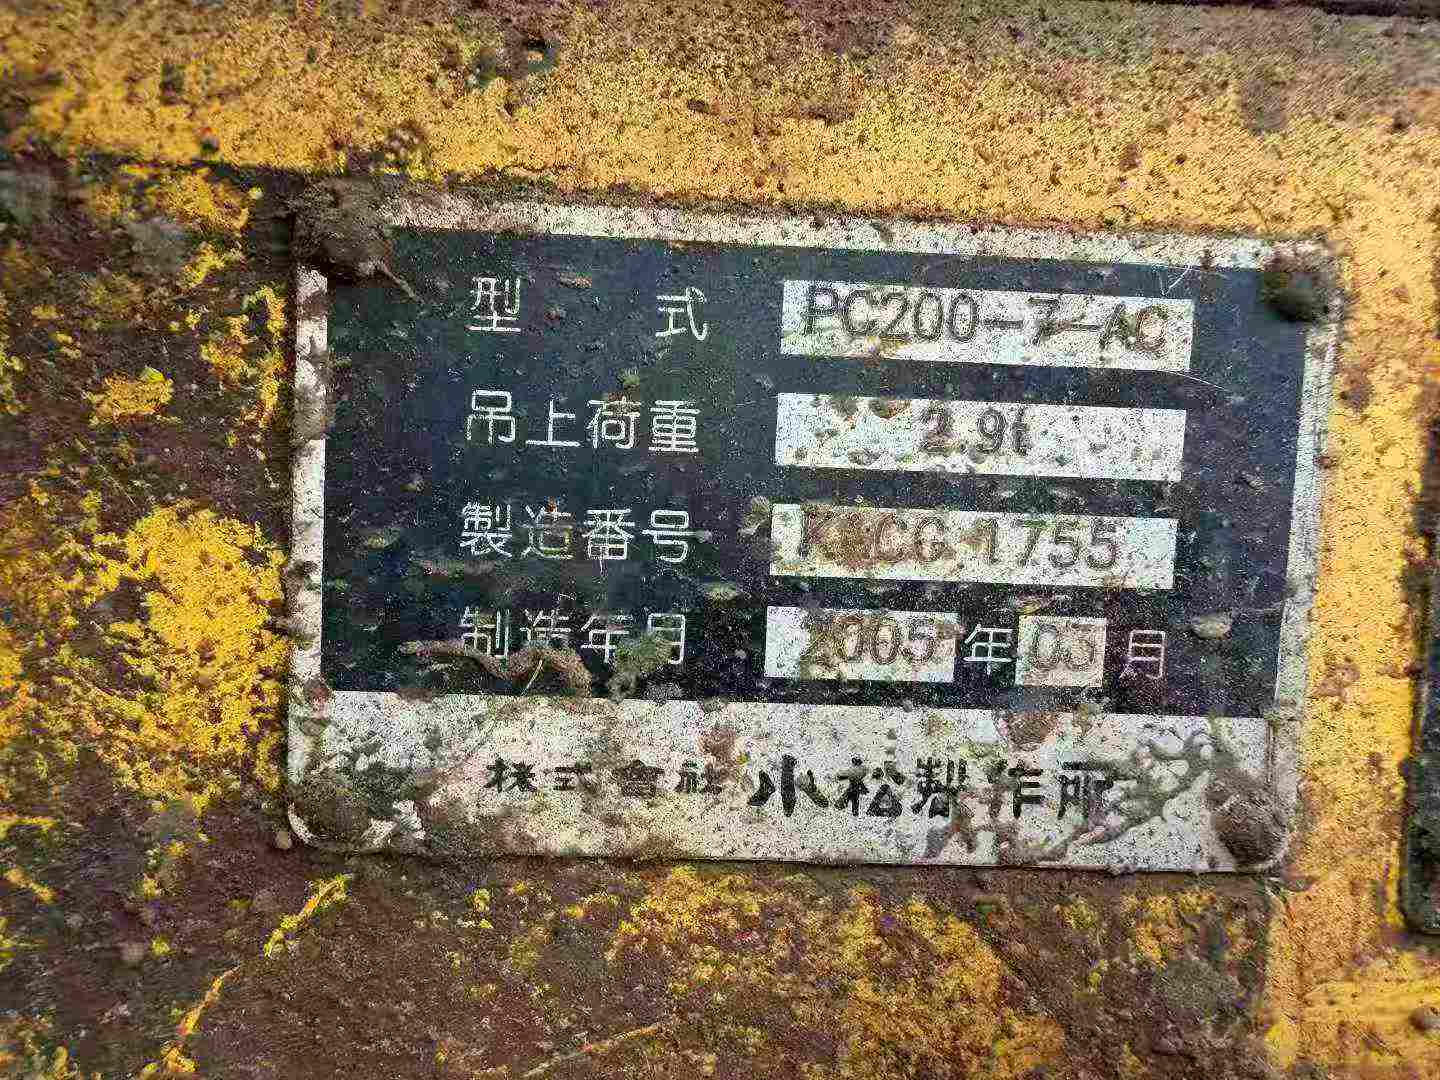 型式 PC200-7-AC
吊上荷重 2.9t
製造番号 1755
制造年月 2005年03月
株式會社 小松製作所